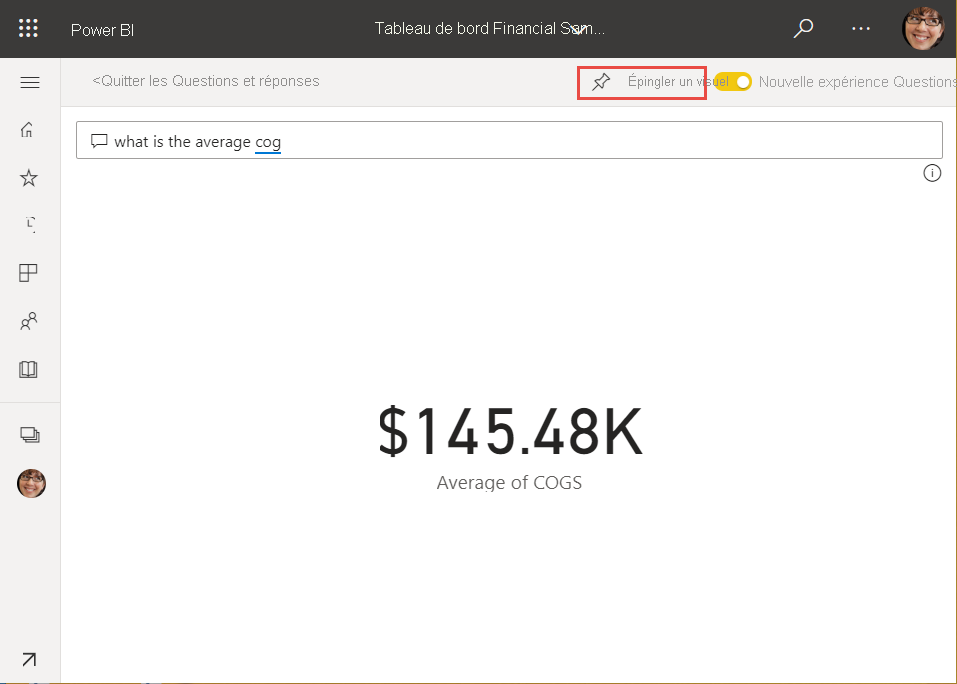 Power BI
Tableau de bord Financial Sam...
<Quitter les Questions et réponses
Épingler un visuel
Nouvelle expérience Questions
what is the average cog
$145.48K
Average of COGS